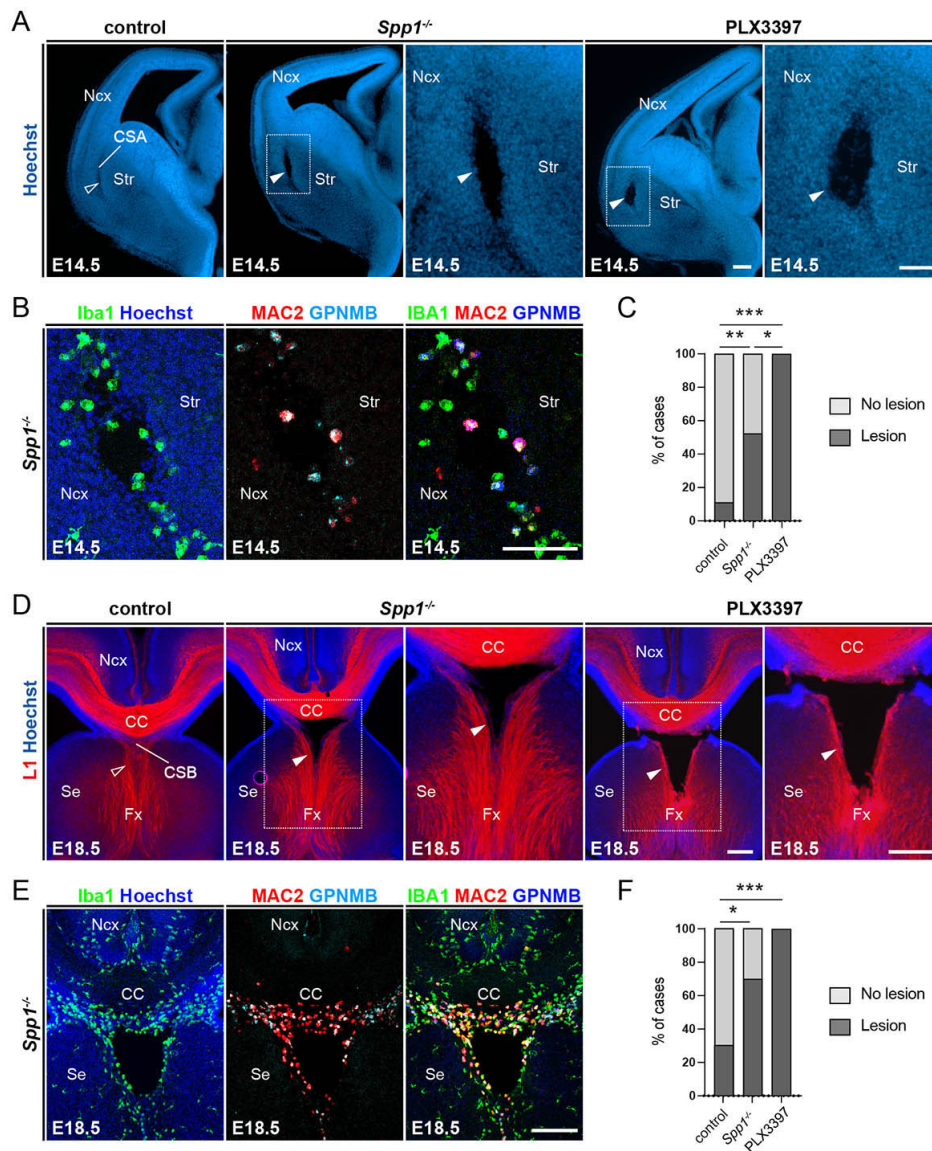 A
control
Spp1-/-
PLX3397
Hoechst
Ncx
CSA
Str
E14.5
Ncx
Str
E14.5
Ncx
Str
Ncx
Str
E14.5
Ncx
Str
B
Iba1 Hoechst
MAC2 GPNMB
IBA1 MAC2 GPNMB
Spp1-/-
Str
Ncx
E14.5
Str
Ncx
E14.5
Str
Ncx
E14.5
C
***
** *
% of cases
100
80
60
40
20
0
control
Spp1-/-
PLX3397
No lesion
Lesion
D
control
Spp1-/-
PLX3397
L1 Hoechst
Ncx
CC
CSB
Se
Fx
E18.5
Ncx
CC
Se
Fx
E18.5
CC
Se
Fx
E18.5
Ncx
CC
Se
Fx
E18.5
CC
Se
Fx
E18.5
E
Iba1 Hoechst
MAC2 GPNMB
IBA1 MAC2 GPNMB
Spp1-/-
Ncx
CC
Se
E18.5
Ncx
CC
Se
E18.5
Ncx
CC
Se
E18.5
F
***
*
% of cases
100
80
60
40
20
0
control
Spp1-/-
PLX3397
No lesion
Lesion